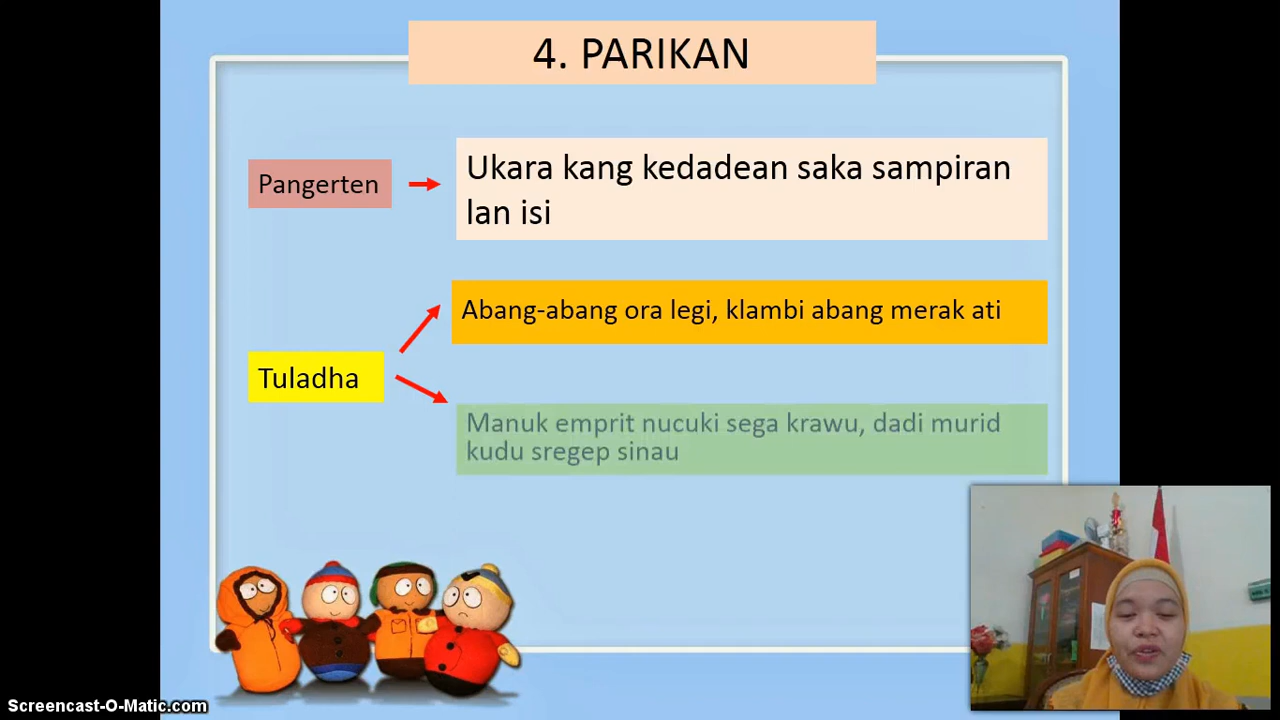 4. PARIKAN
Pangerten
Ukara kang kedadean saka sampiran
lan isi
Abang-abang ora legi, klambi abang merak ati
Tuladha
Manuk emprit nucuki sega krawu, dadi murid
kudu sregep sinau
Screencast-O-Matic.com